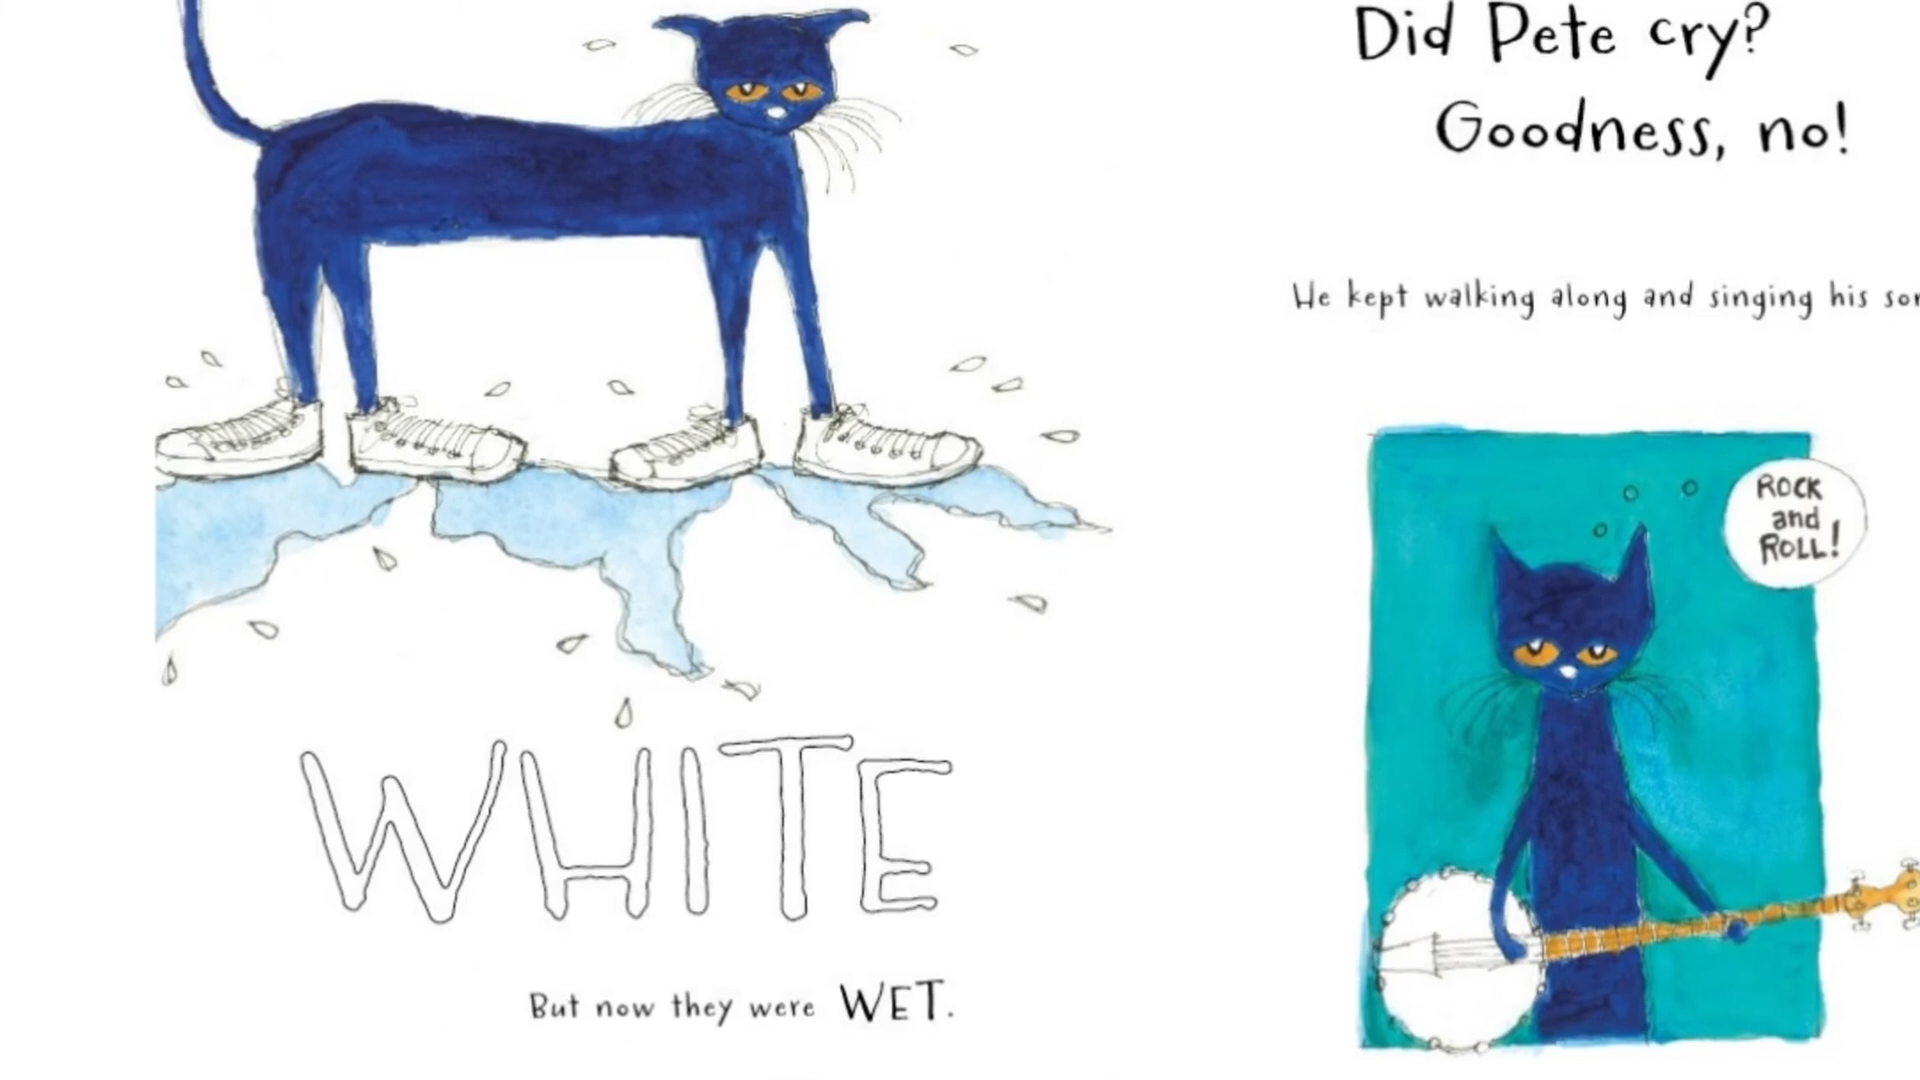 WHITE
But now they were WET.
Did Pete cry?
Goodness, no!
He kept walking along and singing his
ROCK
and
ROLL!